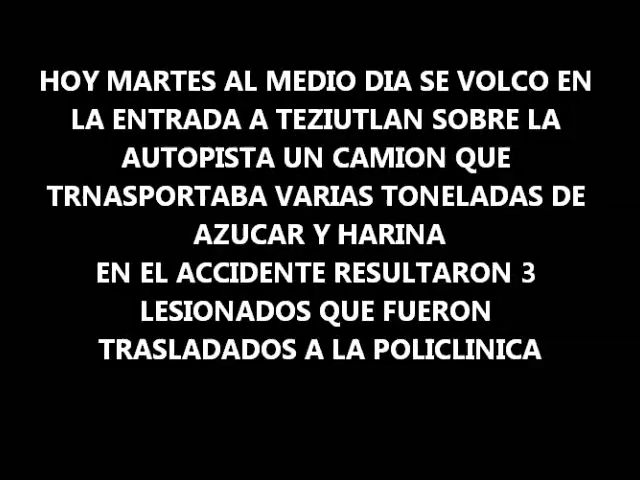 HOY MARTES AL MEDIO DIA SE VOLCO EN
LA ENTRADA A TEZIUTLAN SOBRE LA
AUTOPISTA UN CAMION QUE
TRNASPORTABA VARIAS TONELADAS DE
AZUCAR Y HARINA
EN EL ACCIDENTE RESULTARON 3
LESIONADOS QUE FUERON
TRASLADADOS A LA POLICLINICA